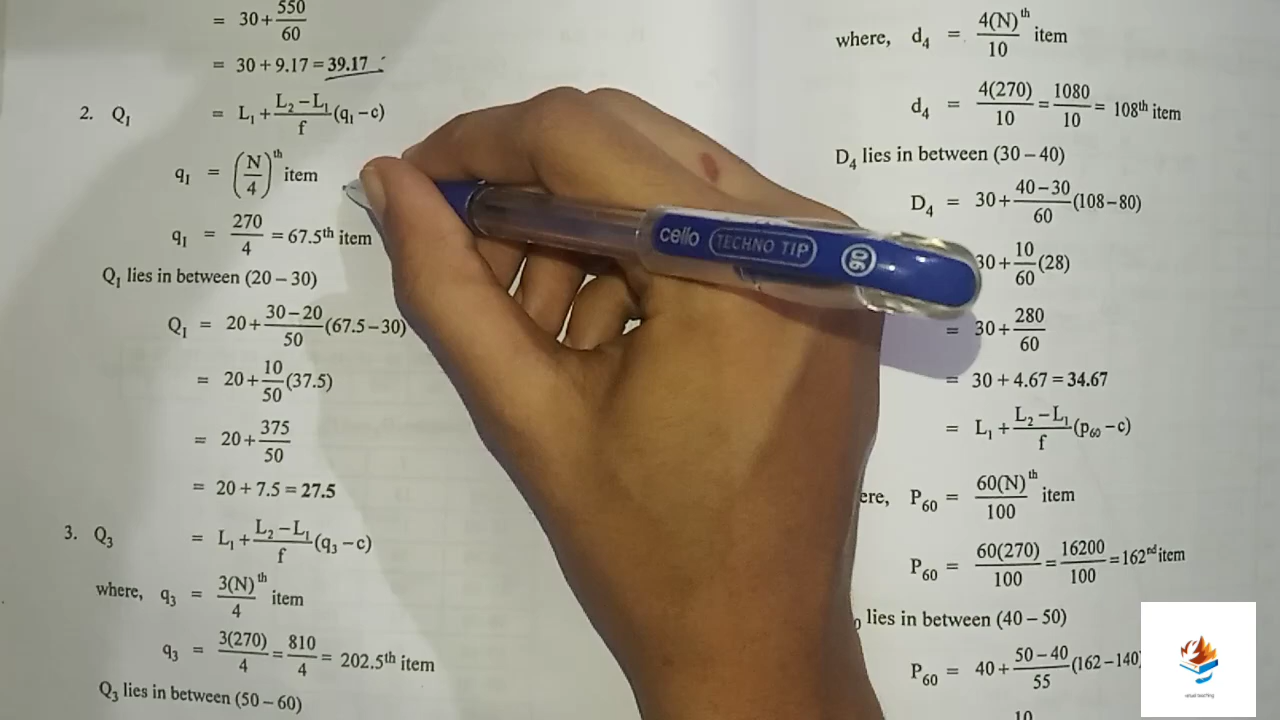 = 30 + 550/60
= 30 + 9.17 = 39.17
2. Q₁ = L₁ + (L₂ – L₁)/f (q₁ – c)
q₁ = (N/4)ᵗʰ item
q₁ = 270/4 = 67.5ᵗʰ item
Q₁ lies in between (20 – 30)
Q₁ = 20 + (30 – 20)/50 (67.5 – 30)
= 20 + 10/50 (37.5)
= 20 + 375/50
= 20 + 7.5 = 27.5
3. Q₃ = L₁ + (L₂ – L₁)/f (q₃ – c)
where, q₃ = 3(N)/4 ᵗʰ item
q₃ = 3(270)/4 = 810/4 = 202.5ᵗʰ item
Q₃ lies in between (50 – 60)
where, d₄ = 4(N)/10 ᵗʰ item
d₄ = 4(270)/10 = 1080/10 = 108ᵗʰ item
D₄ lies in between (30 – 40)
D₄ = 30 + (40 – 30)/60 (108 – 80)
30 + 10/60 (28)
= 30 + 280/60
= 30 + 4.67 = 34.67
= L₁ + (L₂ – L₁)/f (p₆₀ – c)
ere, P₆₀ = 60(N)/100 ᵗʰ item
P₆₀ = 60(270)/100 = 16200/100 = 162ⁿᵈ item
lies in between (40 – 50)
P₆₀ = 40 + (50 – 40)/55 (162 – 140)
10
cello TECHNO TIP